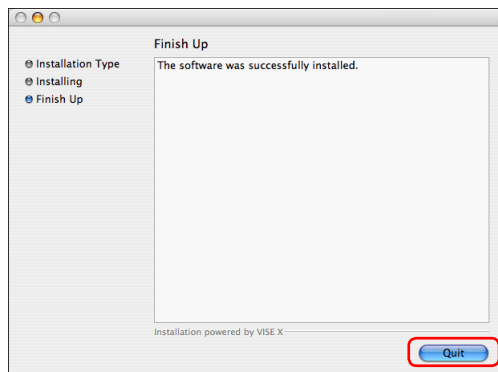 Finish Up
Installation Type
Installing
Finish Up
The software was successfully installed.
Installation powered by VISE X
Quit